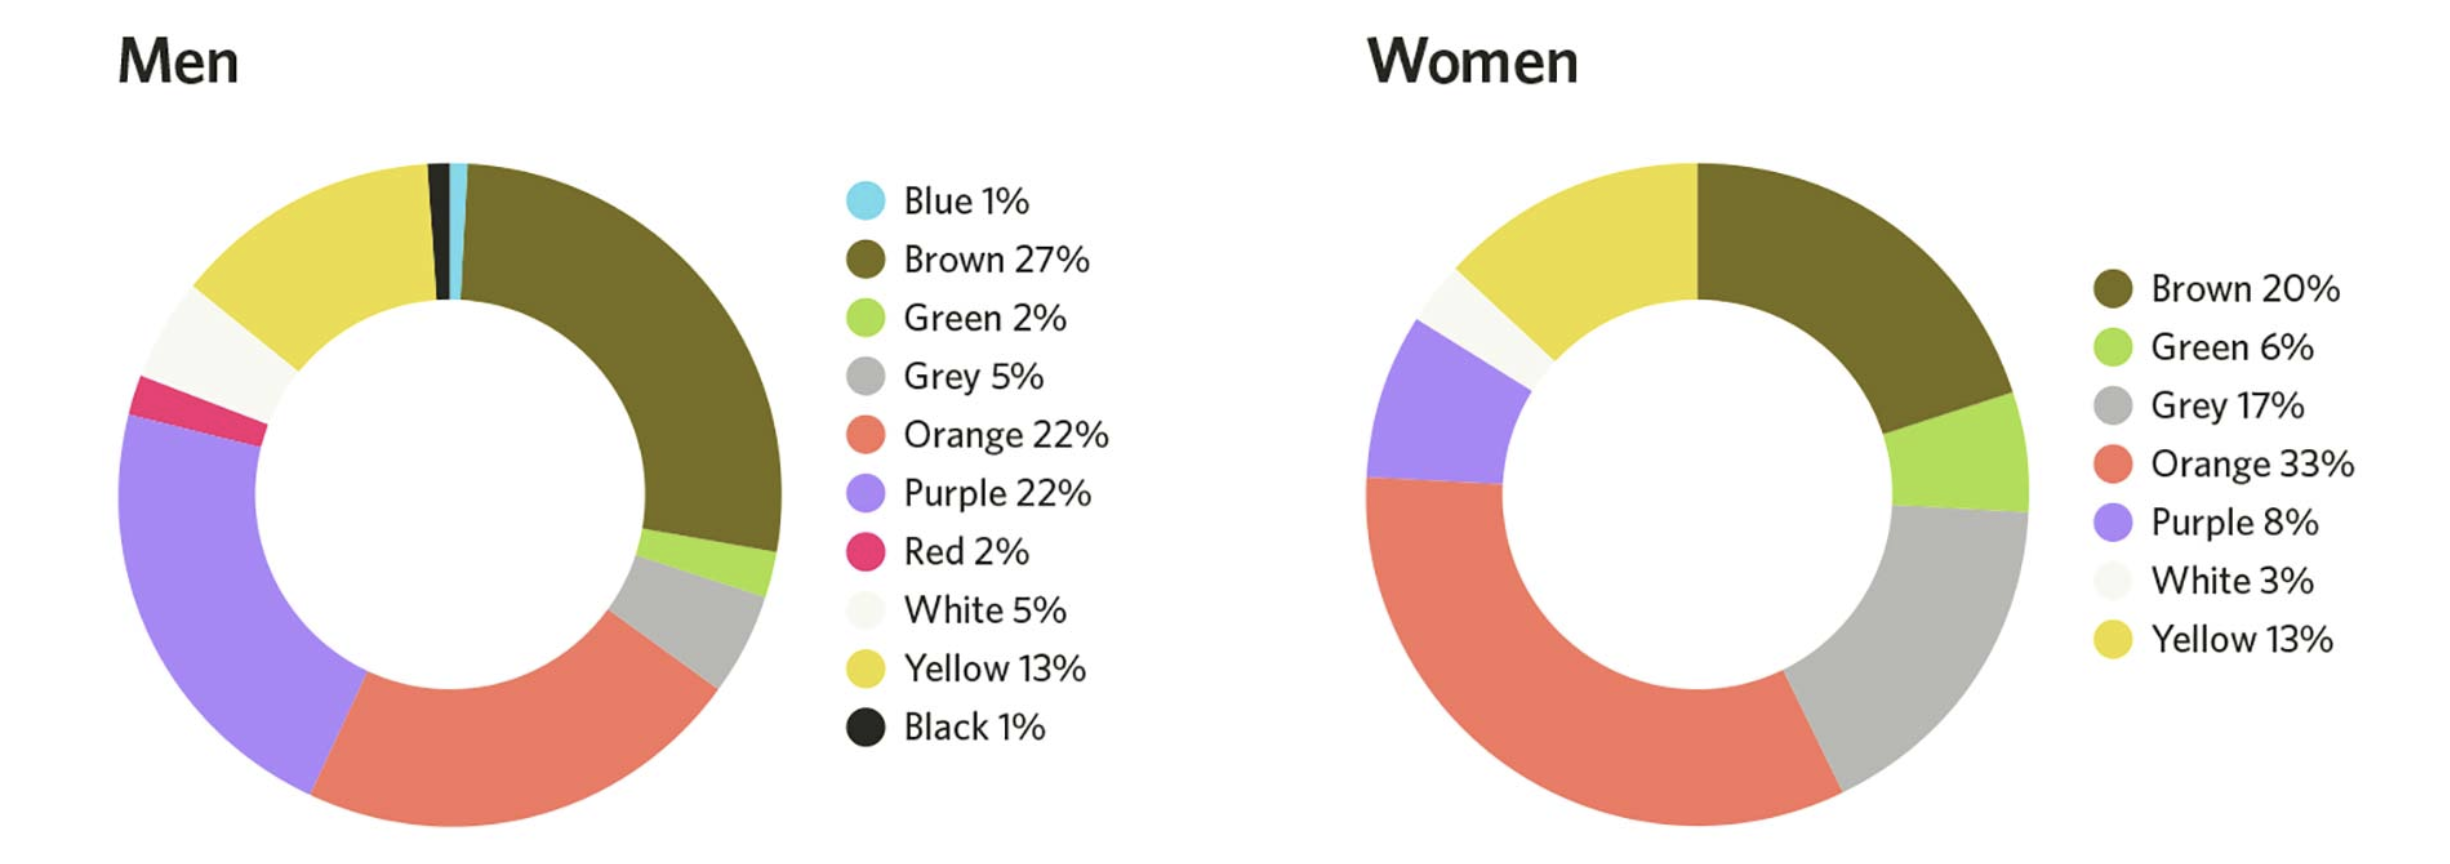 Men
Blue 1%
Brown 27%
Green 2%
Grey 5%
Orange 22%
Purple 22%
Red 2%
White 5%
Yellow 13%
Black 1%
Women
Brown 20%
Green 6%
Grey 17%
Orange 33%
Purple 8%
White 3%
Yellow 13%